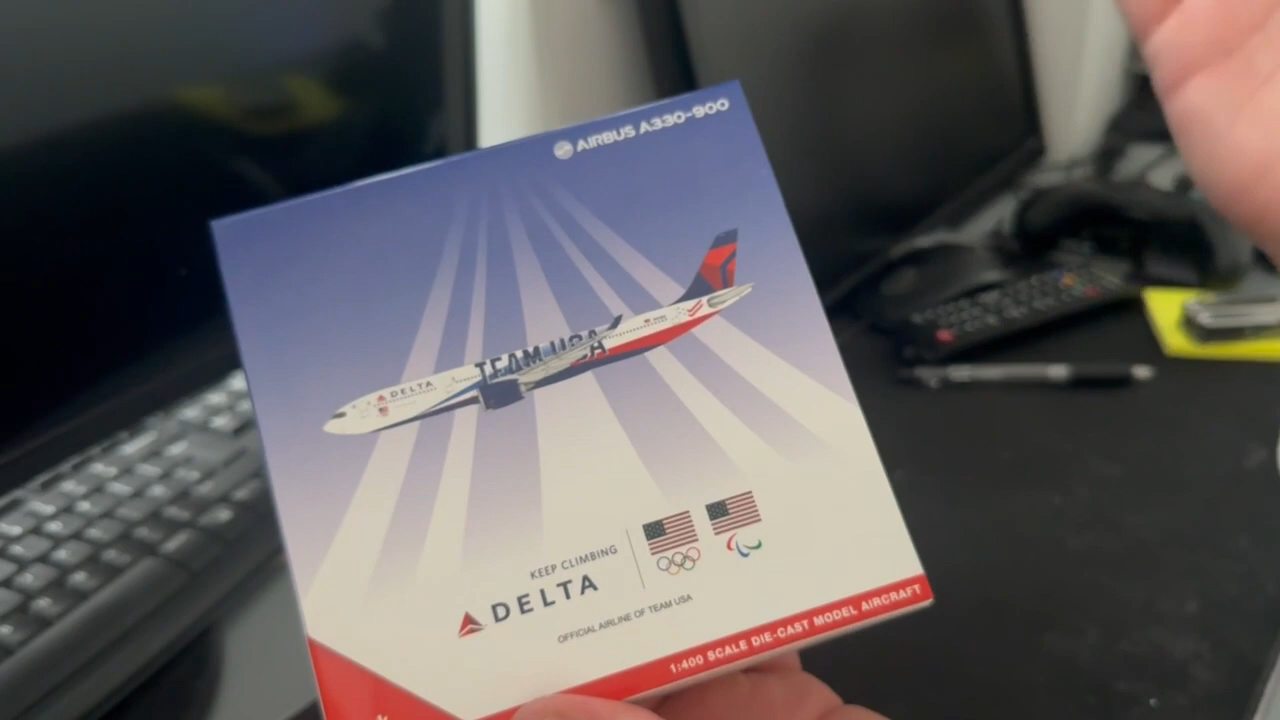 AIRBUS A330-900
TEAM USA
DELTA
KEEP CLIMBING
DELTA
OFFICIAL AIRLINE OF TEAM USA
1:400 SCALE DIE-CAST MODEL AIRCRAFT